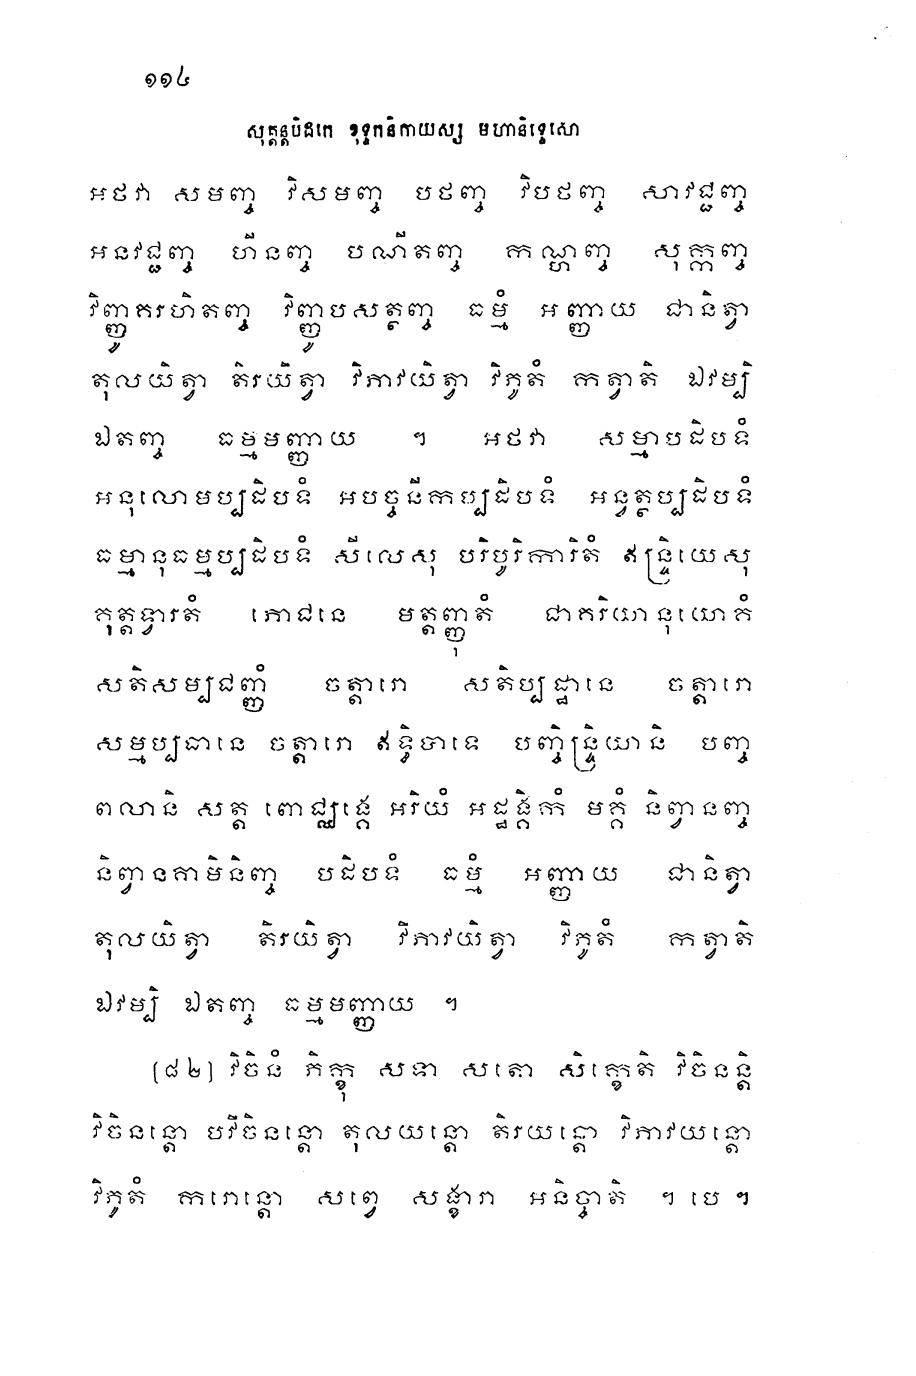 ១១៤
សុត្តន្តបិដកេ ខុទ្ទកនិកាយស្ស មហានិទ្ទេសោ
អថវា សមញ្ច វិសមញ្ច បថញ្ច វិបថញ្ច សាវជ្ជញ្ច
អនវជ្ជញ្ច ហីនញ្ច បណីតញ្ច កណ្ហញ្ច សុក្កញ្ច
វិញ្ញូគរហិតញ្ច វិញ្ញូបសត្ថញ្ច ធម្មំ អញ្ញាយ ជានិត្វា
តុលយិត្វា តិរយិត្វា វិភាវយិត្វា វិភូតំ កត្វាតិ ឯវម្បិ
ឯតញ្ច ធម្មមញ្ញាយ ។ អថវា សម្មាបដិបទំ
អនុលោមប្បដិបទំ អបច្ចនីកប្បដិបទំ អន្វត្ថប្បដិបទំ
ធម្មានុធម្មប្បដិបទំ សីលេសុ បរិបូរិការិតំ ឥន្ទ្រិយេសុ
គុត្តទ្វារតំ ភោជនេ មត្តញ្ញុតំ ជាគរិយានុយោគំ
សតិសម្បជញ្ញំ ចត្តារោ សតិប្បដ្ឋានេ ចត្តារោ
សម្មប្បធានេ ចត្តារោ ឥទ្ធិបាទេ បញ្ចិន្ទ្រិយានិ បញ្ច
ពលានិ សត្ត ពោជ្ឈង្គេ អរិយំ អដ្ឋង្គិកំ មគ្គំ និព្វានញ្ច
និព្វានគាមិនិញ្ច បដិបទំ ធម្មំ អញ្ញាយ ជានិត្វា
តុលយិត្វា តិរយិត្វា វិភាវយិត្វា វិភូតំ កត្វាតិ
ឯវម្បិ ឯតញ្ច ធម្មមញ្ញាយ ។
(៨២) វិចិនំ ភិក្ខុ សទា សតោ សិក្ខេតិ វិចិនន្តិ
វិចិនន្តោ បវិចិនន្តោ តុលយន្តោ តិរយន្តោ វិភាវយន្តោ
វិភូតំ ករោន្តោ សព្វេ សង្ខារា អនិច្ចាតិ ។ បេ ។